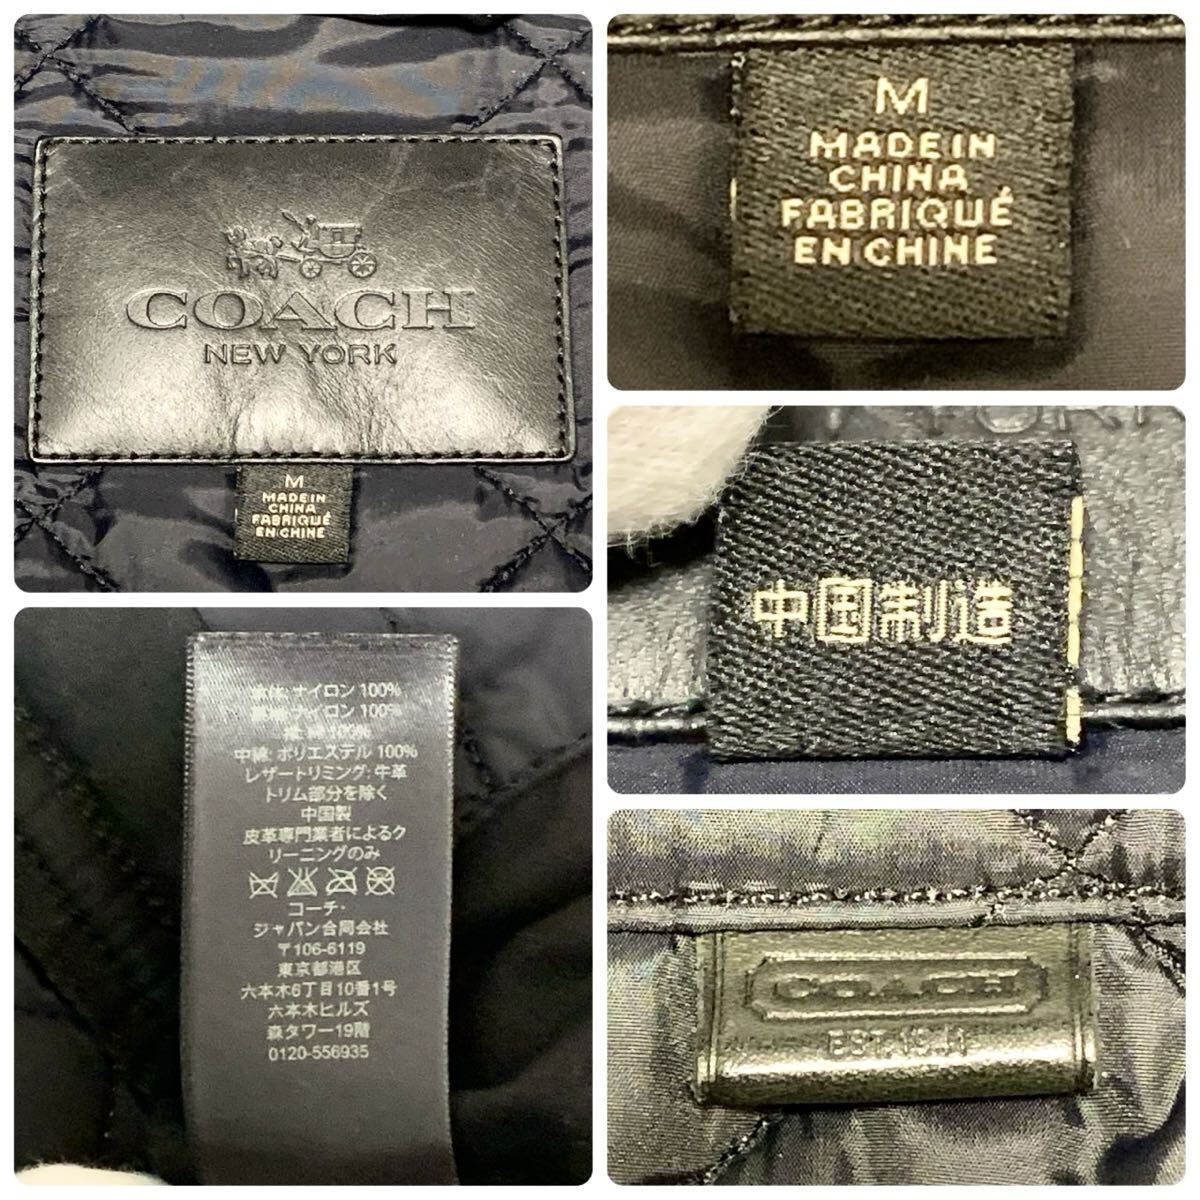 COACH
NEW YORK
M
MADE IN
CHINA
FABRIQUÉ
EN CHINE
M
MADE IN
CHINA
FABRIQUÉ
EN CHINE
中国制造
ナイロン 100%
ナイロン 100%
綿 100%
中綿: ポリエステル 100%
レザートリミング: 牛革
トリム部分を除く
中国製
皮革専門業者によるク
リーニングのみ
コーチ・
ジャパン合同会社
〒106-6119
東京都港区
六本木6丁目10番1号
六本木ヒルズ
森タワー19階
0120-556935
COACH
EST. 1941